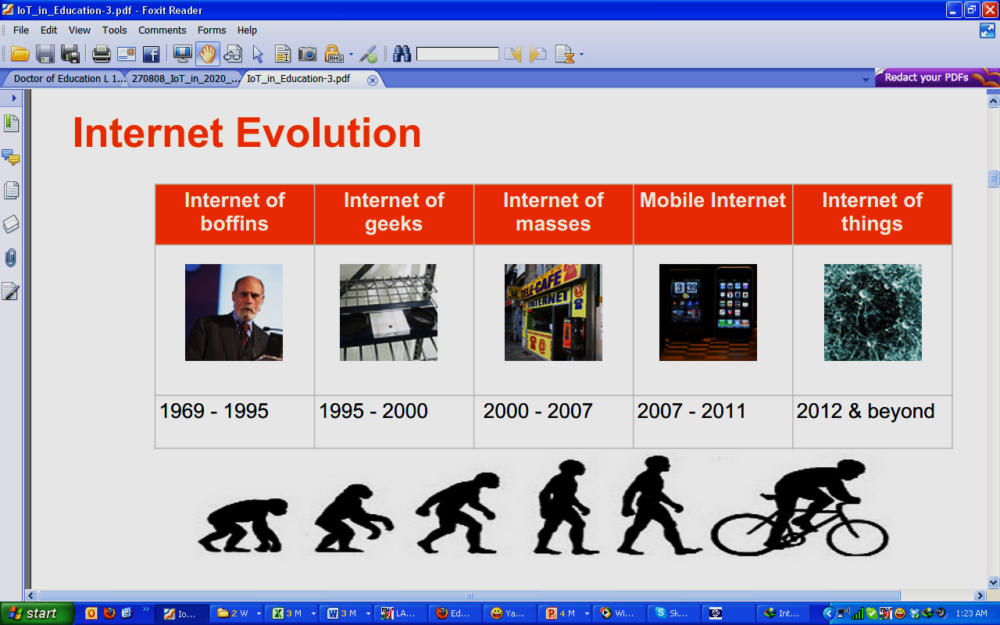 IoT_in_Education-3.pdf - Foxit Reader
File Edit View Tools Comments Forms Help
RMS
Doctor of Education L 1... 270808_IoT_in_2020_... IoT_in_Education-3.pdf Redact your PDFs
Internet Evolution
Internet of boffins
Internet of geeks
Internet of masses
Mobile Internet
Internet of things
TELE-CAFE
INTERNET
1969 - 1995
1995 - 2000
2000 - 2007
2007 - 2011
2012 & beyond
start Io... 2 W 3 M 3 M LA... Ed... Ya... 4 M Wi... Sk... Int... 1:23 AM